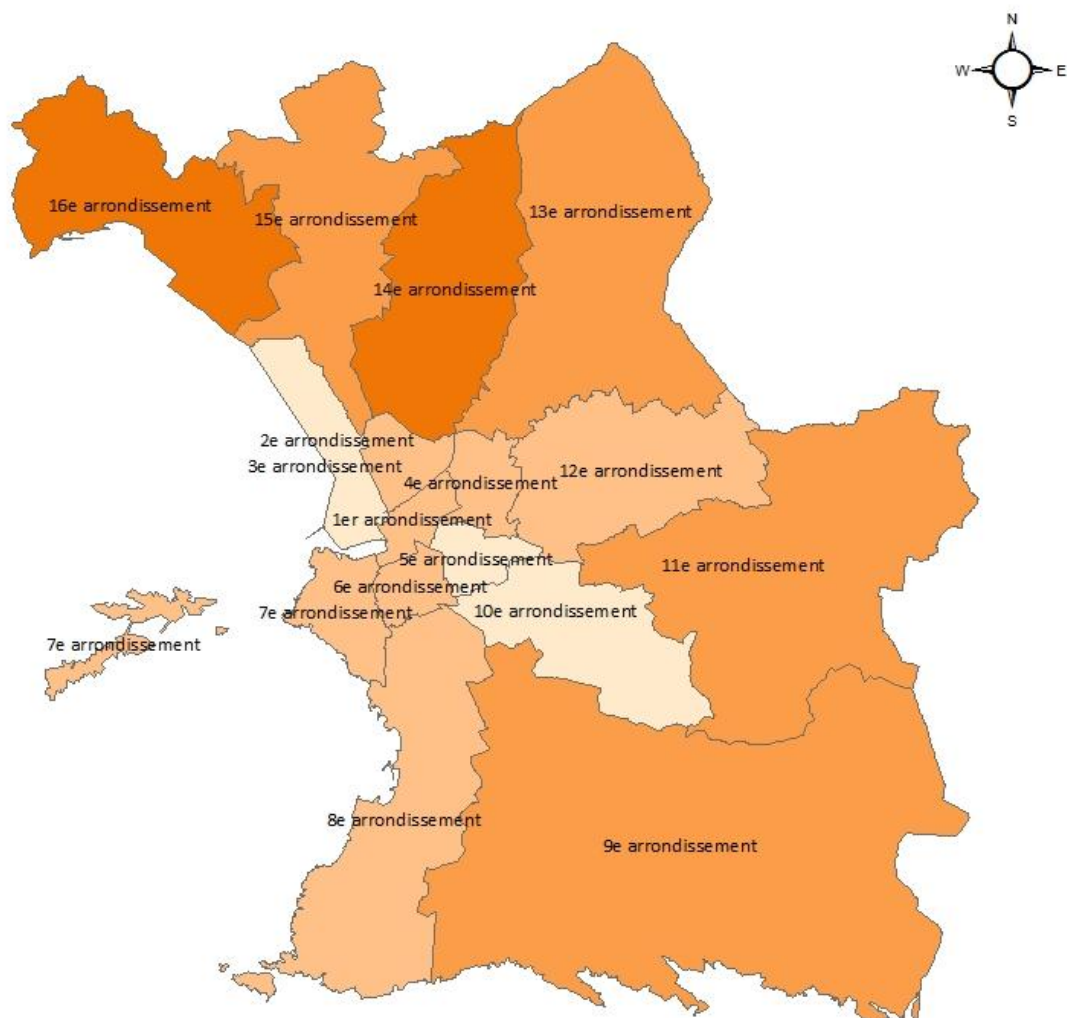 N
W E
S
16e arrondissement
15e arrondissement
13e arrondissement
14e arrondissement
2e arrondissement
3e arrondissement
4e arrondissement
12e arrondissement
1er arrondissement
5e arrondissement
11e arrondissement
6e arrondissement
7e arrondissement
10e arrondissement
7e arrondissement
8e arrondissement
9e arrondissement